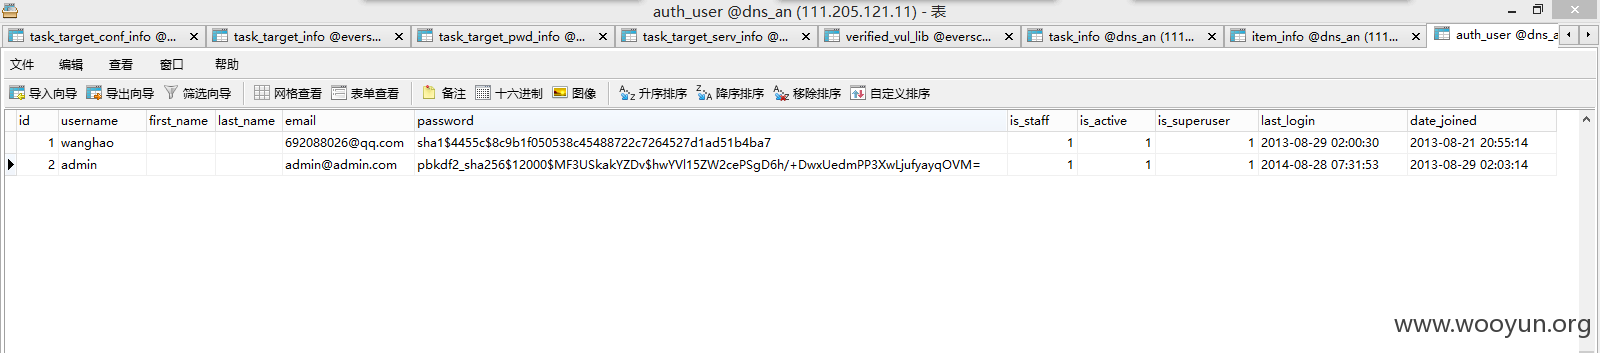 auth_user @dns_an (111.205.121.11) - 表
task_target_conf_info @... task_target_info @evers... task_target_pwd_info @... task_target_serv_info @... verified_vul_lib @eversc... task_info @dns_an (111... item_info @dns_an (111... auth_user @dns_a
文件 编辑 查看 窗口 帮助
导入向导 导出向导 筛选向导 网格查看 表单查看 备注 十六进制 图像 升序排序 降序排序 移除排序 自定义排序
id username first_name last_name email password is_staff is_active is_superuser last_login date_joined
1 wanghao 692088026@qq.com sha1$4455c$8c9b1f050538c45488722c7264527d1ad51b4ba7 1 1 1 2013-08-29 02:00:30 2013-08-21 20:55:14
2 admin admin@admin.com pbkdf2_sha256$12000$MF3USkakYZDv$hwYVl15ZW2cePSgD6h/+DwxUedmPP3XwLjufyayqOVM= 1 1 1 2014-08-28 07:31:53 2013-08-29 02:03:14
www.wooyun.org